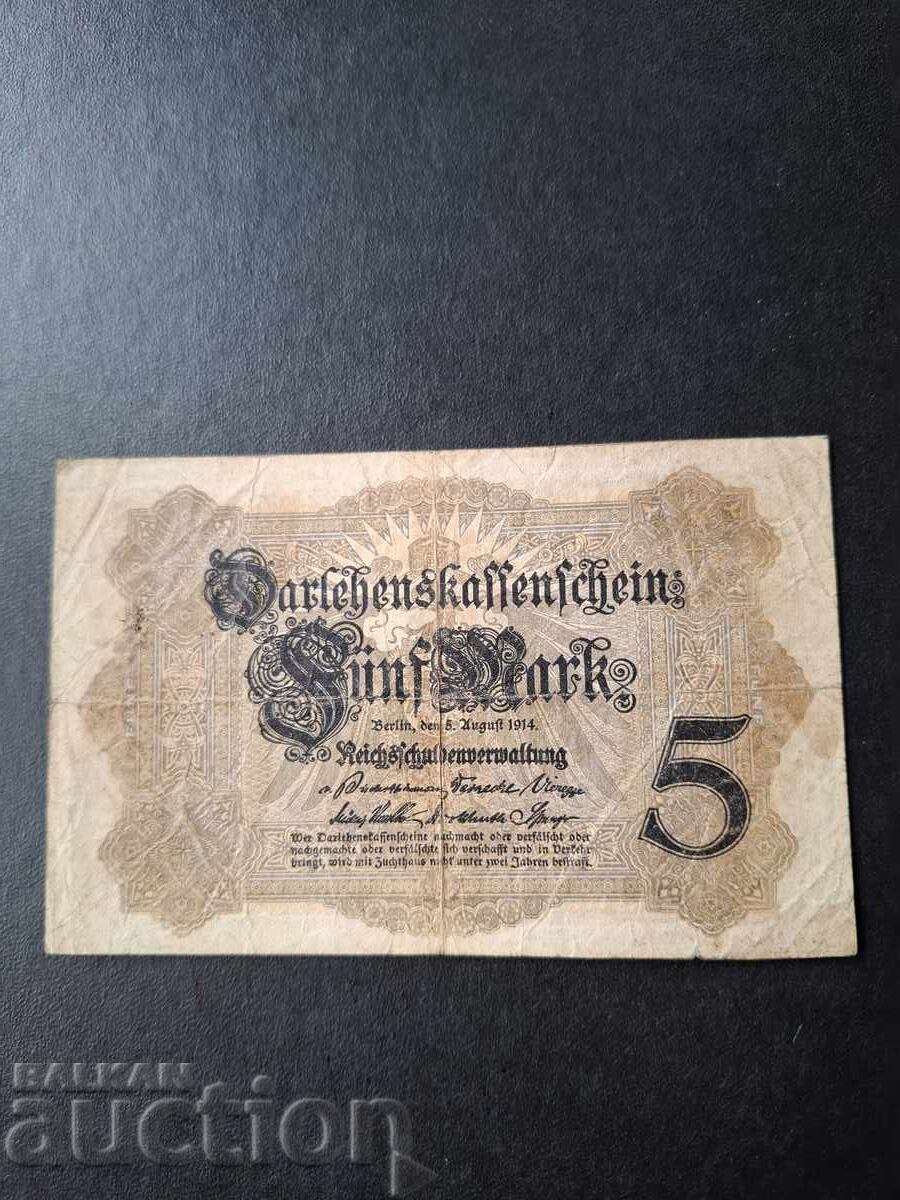 Darlehenskassenschein
Fünf Mark
Berlin, den 5. August 1914.
Reichsschuldenverwaltung
5
Wer Darlehenskassenscheine nachmacht oder verfälscht oder
nachgemachte oder verfälschte sich verschafft und in Verkehr
bringt, wird mit Zuchthaus nicht unter zwei Jahren bestraft.
BALKAN
auction